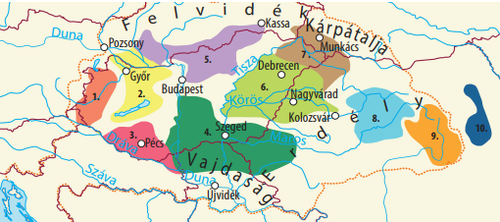 Felvidék
Kárpátalja
Kassa
Duna
Pozsony
Munkács
5.
7.
Tisza
Győr
Debrecen
1.
2.
Budapest
6.
Nagyvárad
Körös
Kolozsvár
8.
10.
3.
4.
Szeged
Maros
9.
Pécs
Dráva
Vajdaság
Erdély
Száva
Duna
Újvidék